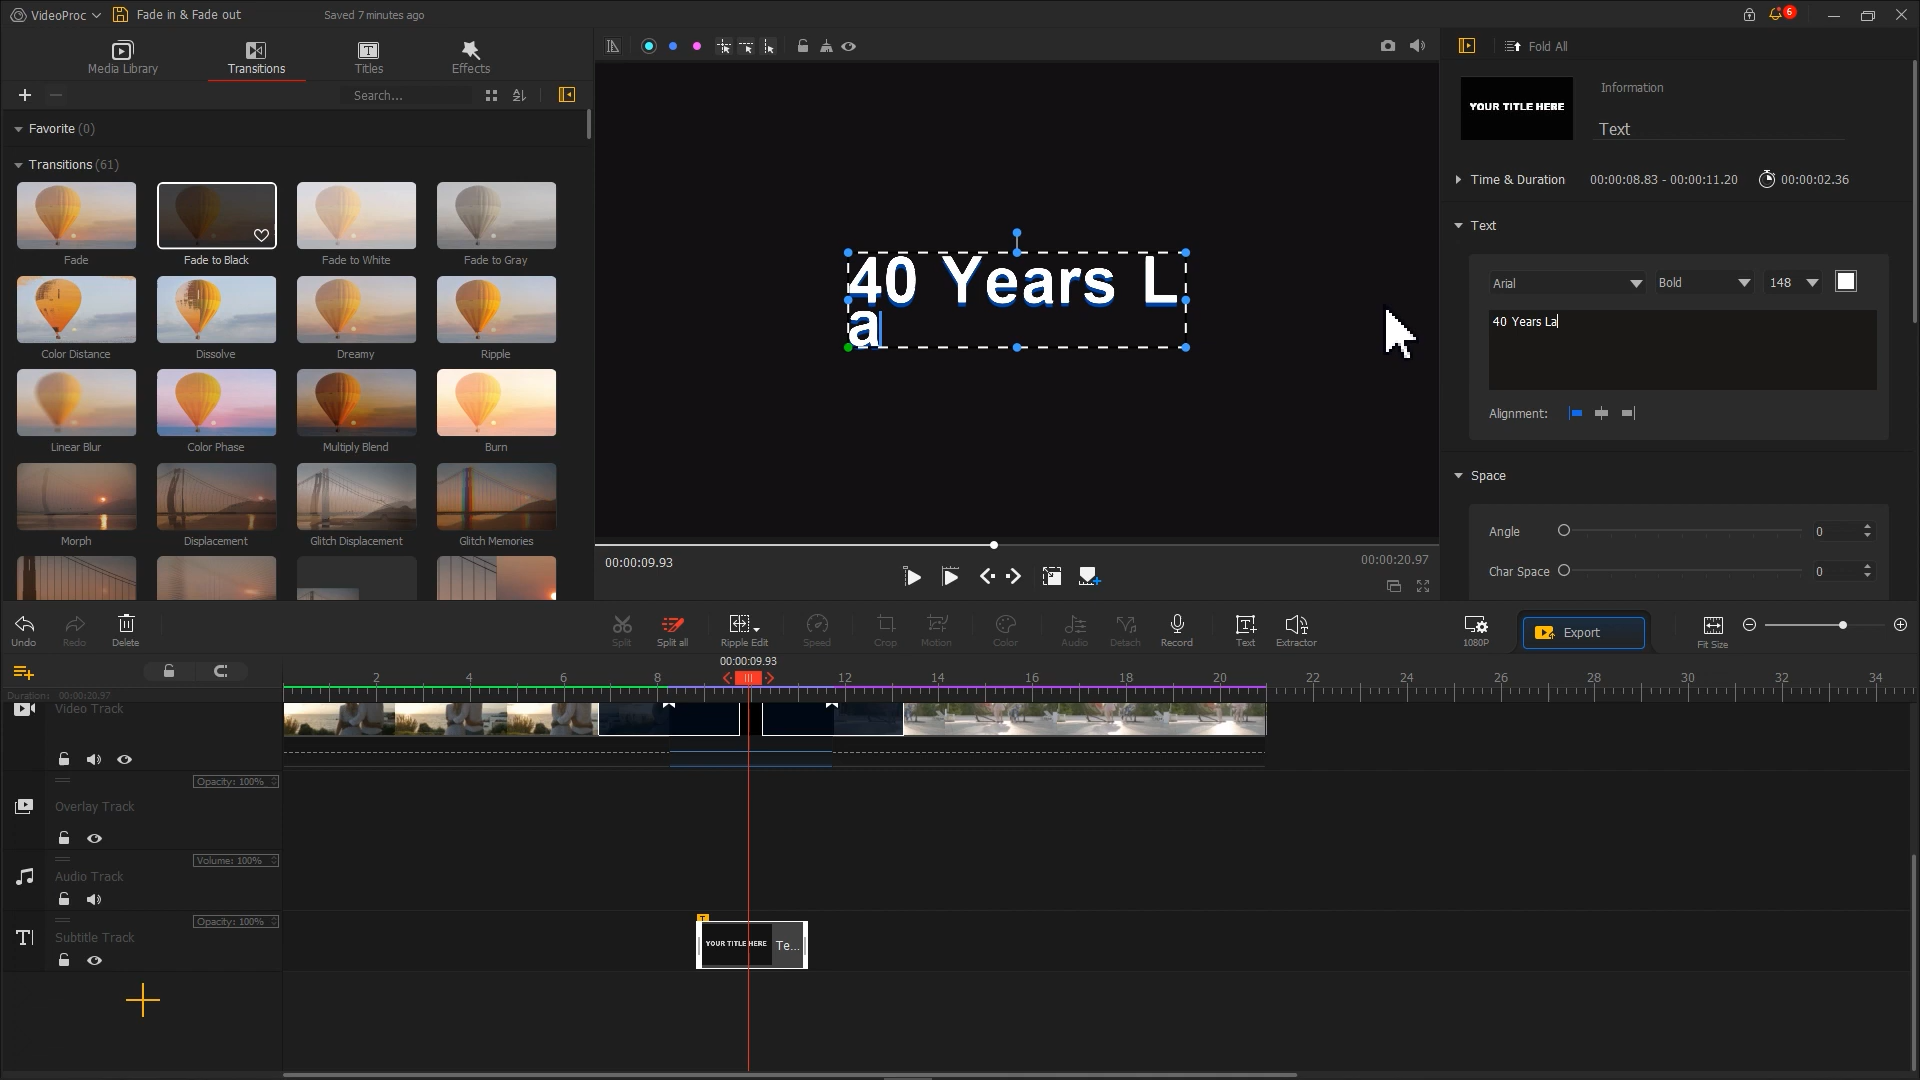 VideoProc
Fade in & Fade out
Saved 7 minutes ago
6
Media Library
Transitions
Titles
Effects
Search...
Favorite (0)
Transitions (61)
Fade
Fade to Black
Fade to White
Fade to Gray
Color Distance
Dissolve
Dreamy
Ripple
Linear Blur
Color Phase
Multiply Blend
Burn
Morph
Displacement
Glitch Displacement
Glitch Memories
40 Years L
a
00:00:09.93
00:00:20.97
Fold All
YOUR TITLE HERE
Information
Text
Time & Duration
00:00:08.83 - 00:00:11.20
00:00:02.36
Text
Arial
Bold
148
40 Years La
Alignment:
Space
Angle
0
Char Space
0
Undo
Redo
Delete
Split
Split all
Ripple Edit
Speed
Crop
Motion
Color
Audio
Detach
Record
Text
Extractor
1080P
Export
Fit Size
00:00:09.93
2 4 6 8 12 14 16 18 20 22 24 26 28 30 32 34
Duration: 00:00:20.97
Video Track
Opacity: 100%
Overlay Track
Volume: 100%
Audio Track
Opacity: 100%
Subtitle Track
YOUR TITLE HERE
Te...